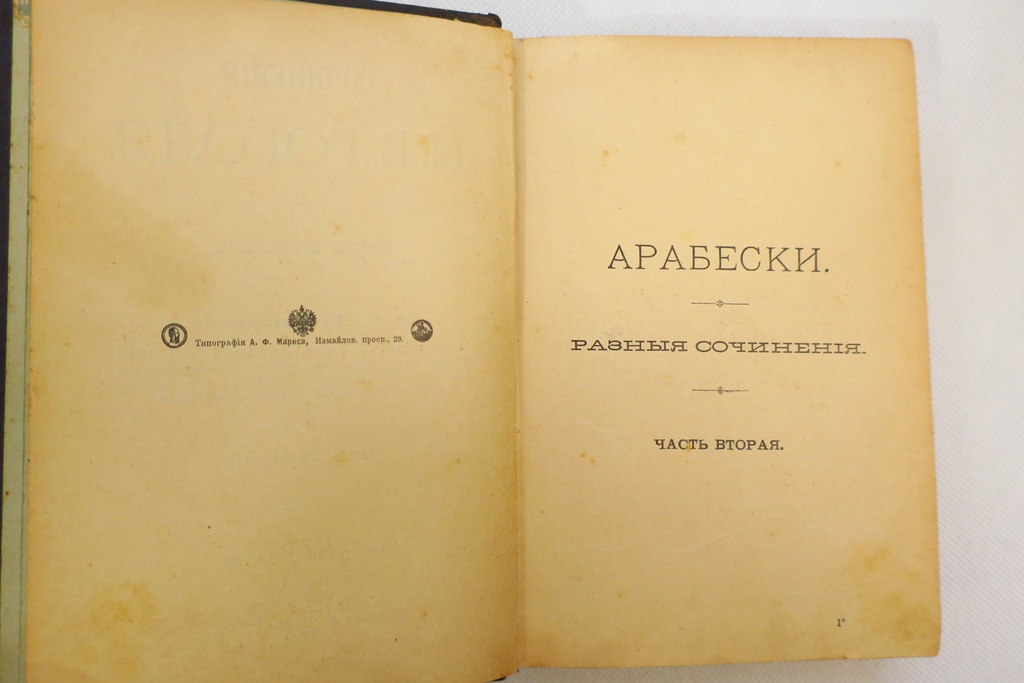 Типографія А. Ф. Маркса, Измайлов. просп., 29.
АРАБЕСКИ.
РАЗНЫЯ СОЧИНЕНІЯ.
ЧАСТЬ ВТОРАЯ.
1*